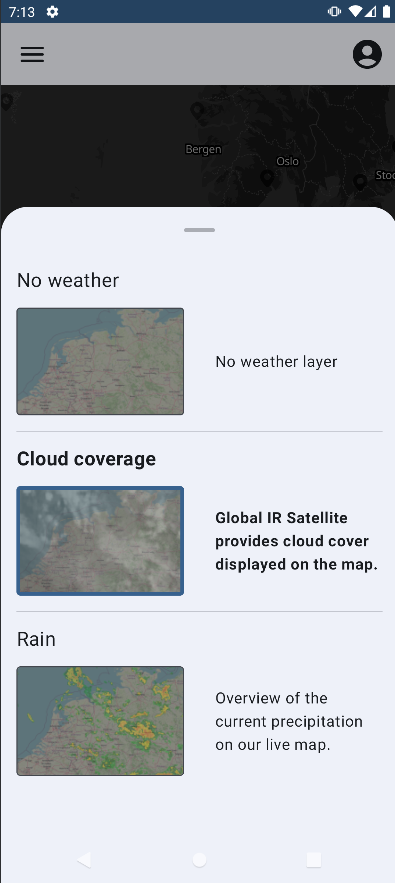 7:13
Bergen
Oslo
Stoc
No weather
No weather layer
Cloud coverage
Global IR Satellite
provides cloud cover
displayed on the map.
Rain
Overview of the
current precipitation
on our live map.